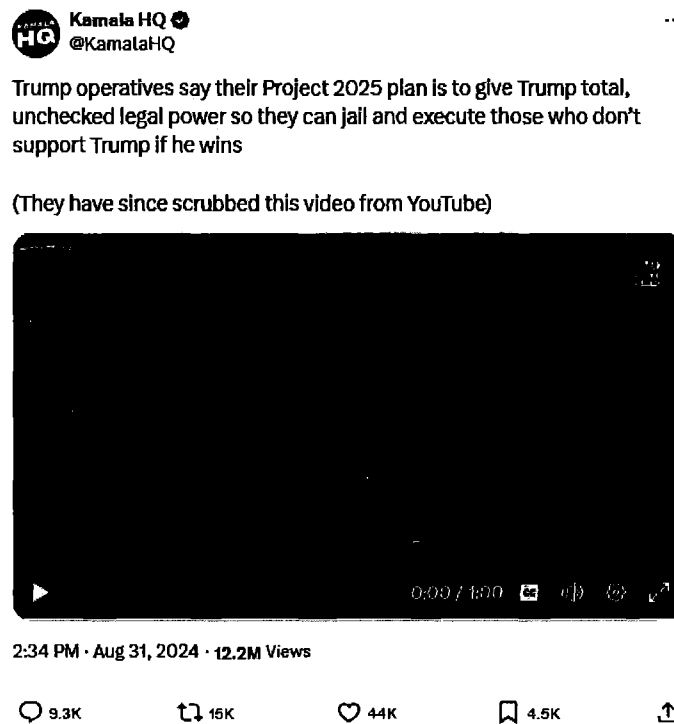 KAMALA
HQ
Kamala HQ
@KamalaHQ
Trump operatives say their Project 2025 plan is to give Trump total,
unchecked legal power so they can jail and execute those who don't
support Trump if he wins
(They have since scrubbed this video from YouTube)
0:00 / 1:00 CC
2:34 PM · Aug 31, 2024 · 12.2M Views
9.3K 15K 44K 4.5K